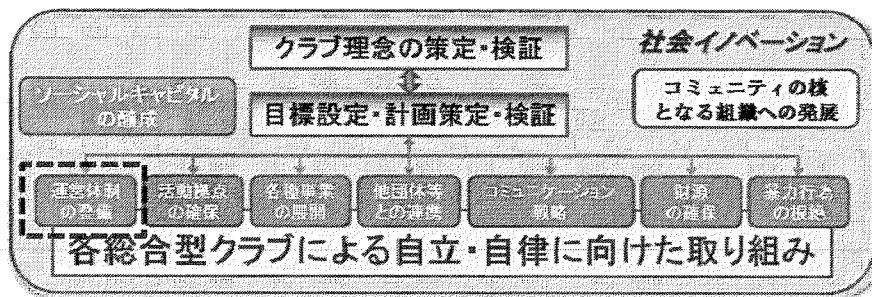 クラブ理念の策定・検証
社会イノベーション
ソーシャルキャピタル
の醸成
目標設定・計画策定・検証
コミュニティの核
となる組織への発展
運営体制
の整備
活動拠点
の確保
各種事業
の展開
他団体等
との連携
コミュニケーション
戦略
財源
の確保
暴力行為
の根絶
各総合型クラブによる自立・自律に向けた取り組み